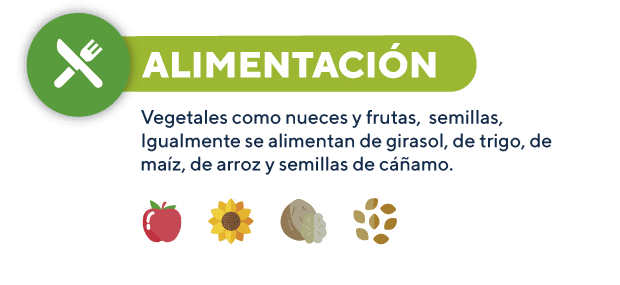 ALIMENTACIÓN
Vegetales como nueces y frutas, semillas,
Igualmente se alimentan de girasol, de trigo, de
maíz, de arroz y semillas de cáñamo.